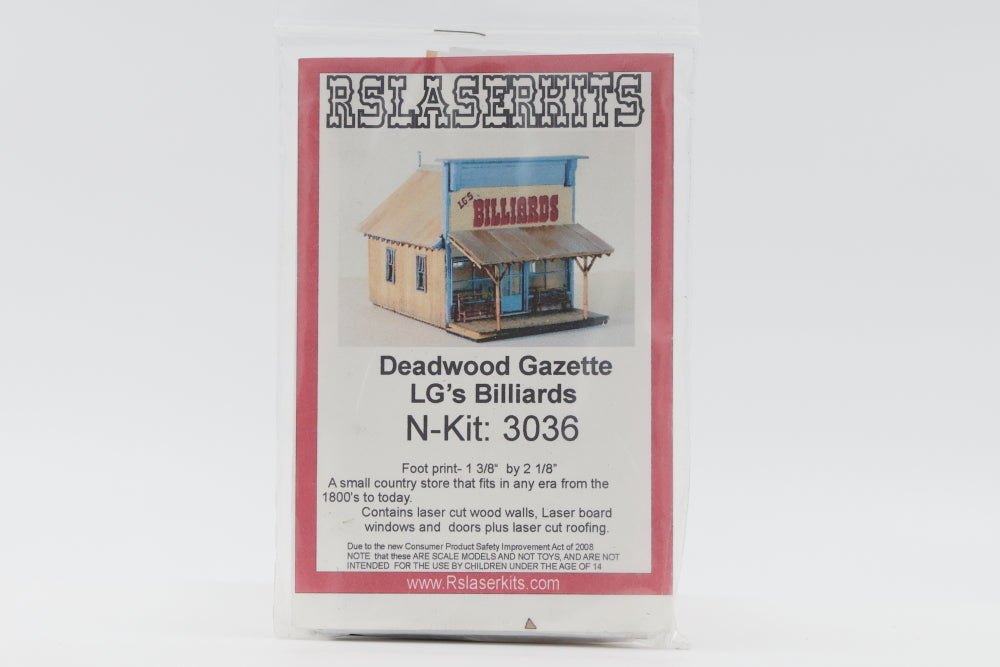 RSLASERKITS
LG'S
BILLIARDS
Deadwood Gazette
LG's Billiards
N-Kit: 3036
Foot print- 1 3/8" by 2 1/8"
A small country store that fits in any era from the
1800's to today.
Contains laser cut wood walls, Laser board
windows and doors plus laser cut roofing.
Due to the new Consumer Product Safety Improvement Act of 2008
NOTE that these ARE SCALE MODELS AND NOT TOYS, AND ARE NOT
INTENDED FOR THE USE BY CHILDREN UNDER THE AGE OF 14
www.Rslaserkits.com